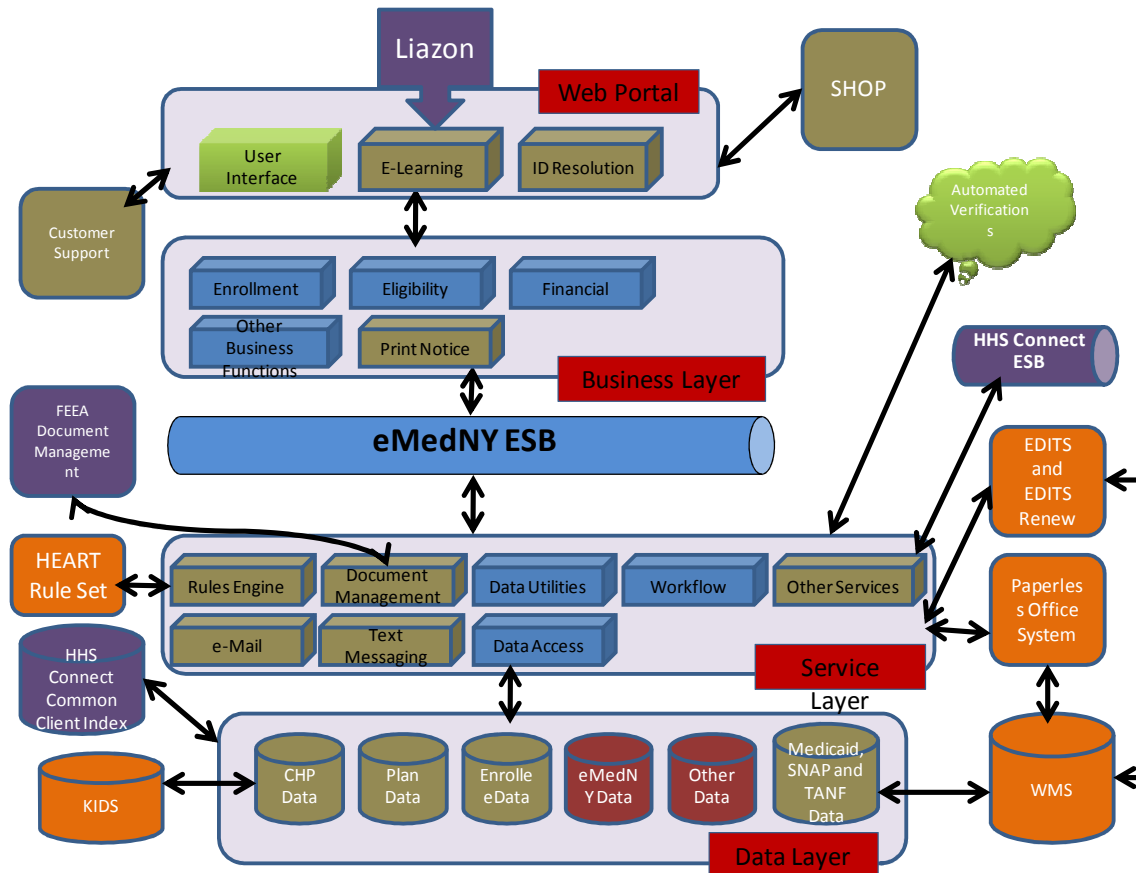 Liazon
Web Portal
SHOP
User
Interface
E-Learning
ID Resolution
Automated
Verification
s
Customer
Support
Enrollment
Eligibility
Financial
Other
Business
Functions
Print Notice
Business Layer
HHS Connect
ESB
FEEA
Document
Manageme
nt
eMedNY ESB
EDITS
and
EDITS
Renew
HEART
Rule Set
Rules Engine
Document
Management
Data Utilities
Workflow
Other Services
Paperles
s Office
System
e-Mail
Text
Messaging
Data Access
Service
Layer
HHS
Connect
Common
Client Index
KIDS
CHP
Data
Plan
Data
Enrolle
eData
eMedN
Y Data
Other
Data
Medicaid,
SNAP and
TANF
Data
WMS
Data Layer